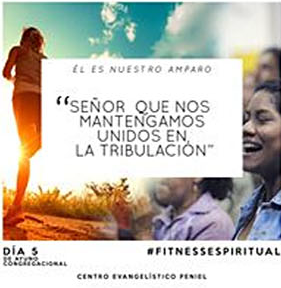 ÉL ES NUESTRO AMPARO
“SEÑOR QUE NOS
MANTENGAMOS
UNIDOS EN
LA TRIBULACIÓN”
DÍA 5
DE AYUNO
CONGREGACIONAL
#FITNESSESPIRITUAL
CENTRO EVANGELÍSTICO PENIEL